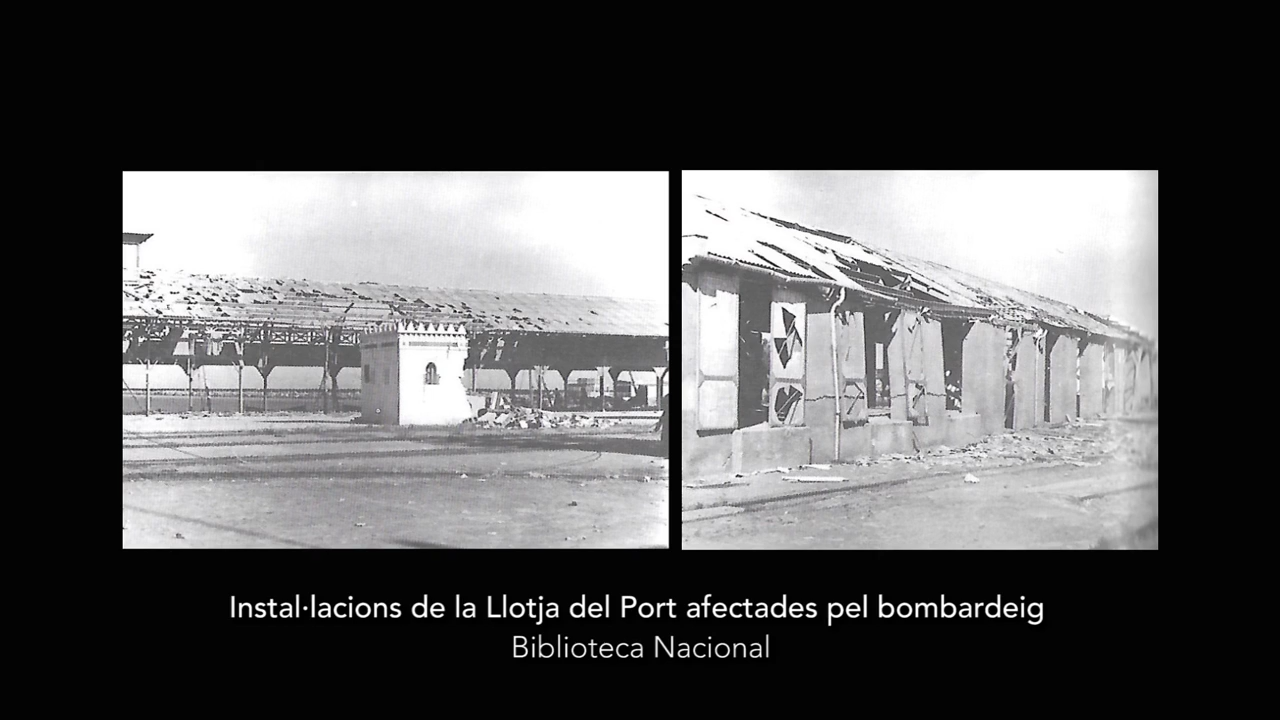 Instal·lacions de la Llotja del Port afectades pel bombardeig
Biblioteca Nacional